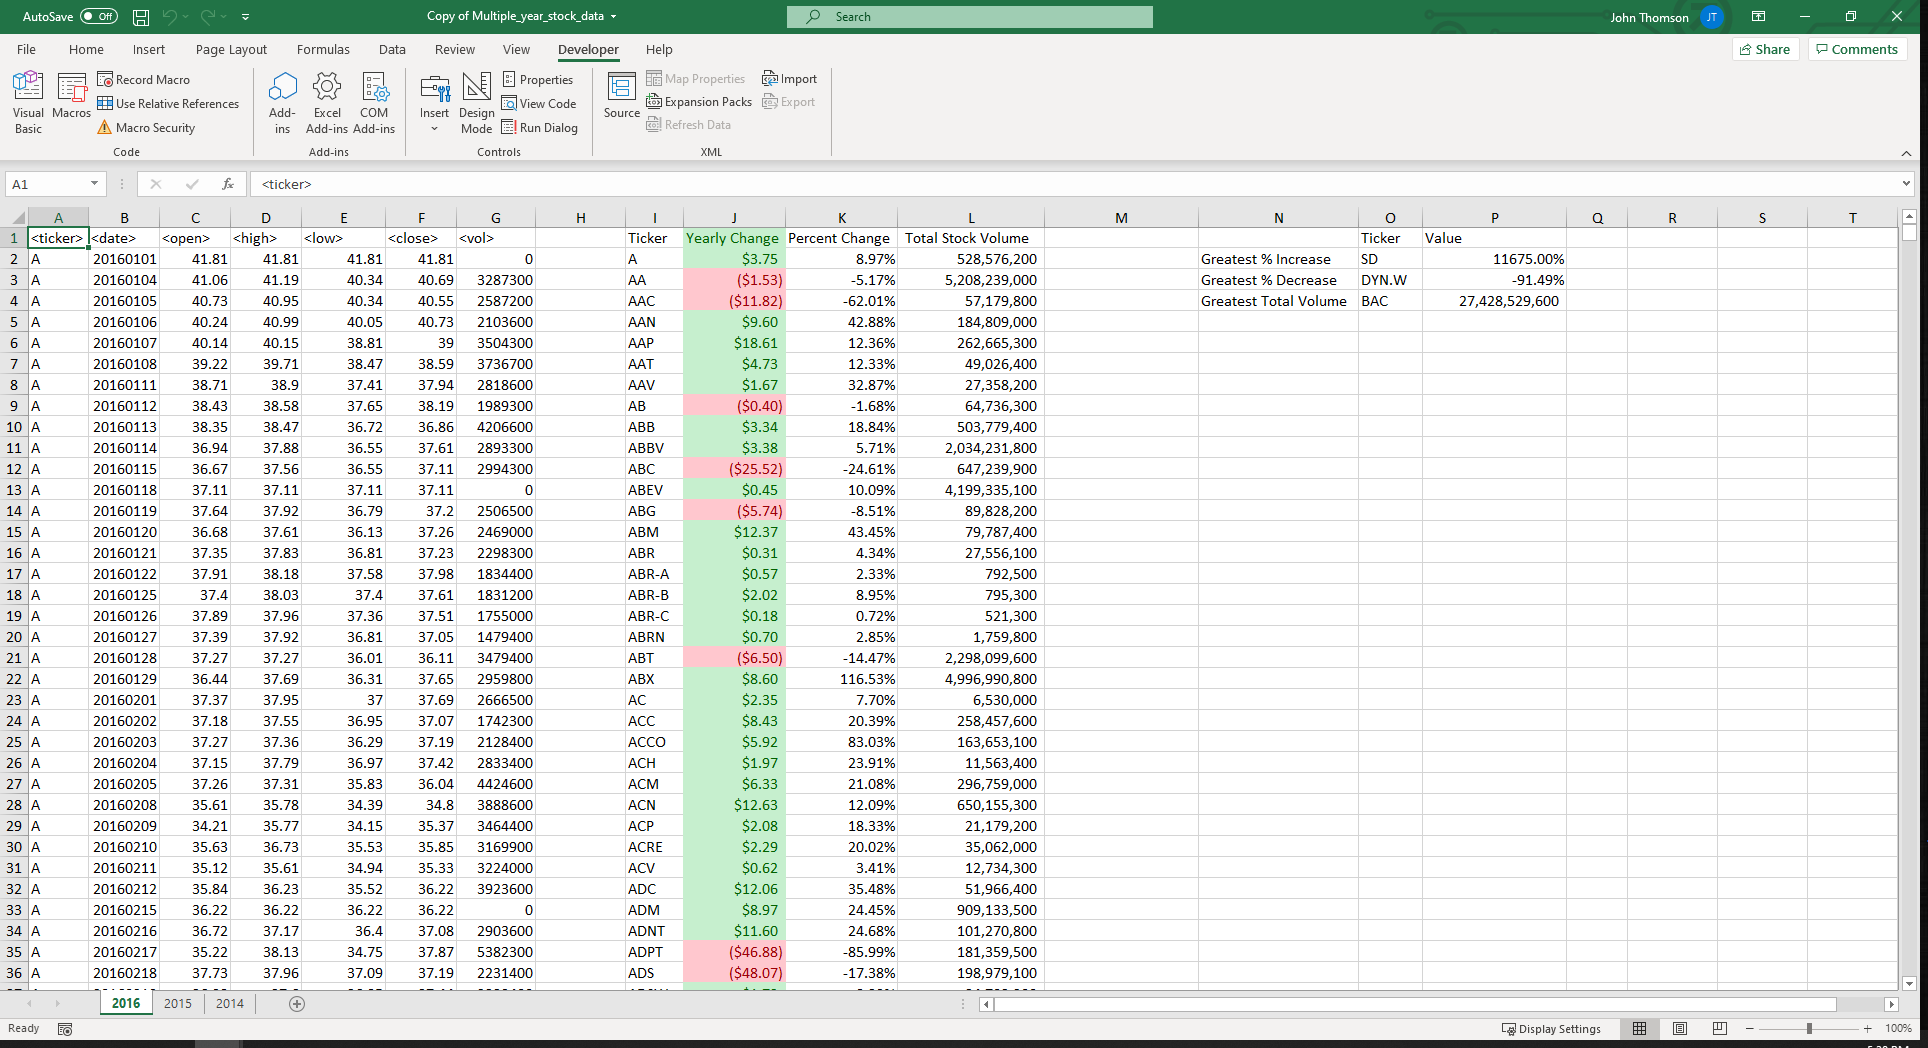 AutoSave Off Copy of Multiple_year_stock_data Search John Thomson JT
File Home Insert Page Layout Formulas Data Review View Developer Help Share Comments
Visual Basic Macros Record Macro Use Relative References Macro Security
Code
Add-ins Excel Add-ins COM Add-ins
Add-ins
Insert Design Mode Properties View Code Run Dialog
Controls
Source Map Properties Expansion Packs Refresh Data Import Export
XML
A1 fx <ticker>
A B C D E F G H I J K L M N O P Q R S T
1 <ticker> <date> <open> <high> <low> <close> <vol> Ticker Yearly Change Percent Change Total Stock Volume Ticker Value
2 A 20160101 41.81 41.81 41.81 41.81 0 A $3.75 8.97% 528,576,200 Greatest % Increase SD 11675.00%
3 A 20160104 41.06 41.19 40.34 40.69 3287300 AA ($1.53) -5.17% 5,208,239,000 Greatest % Decrease DYN.W -91.49%
4 A 20160105 40.73 40.95 40.34 40.55 2587200 AAC ($11.82) -62.01% 57,179,800 Greatest Total Volume BAC 27,428,529,600
5 A 20160106 40.24 40.99 40.05 40.73 2103600 AAN $9.60 42.88% 184,809,000
6 A 20160107 40.14 40.15 38.81 39 3504300 AAP $18.61 12.36% 262,665,300
7 A 20160108 39.22 39.71 38.47 38.59 3736700 AAT $4.73 12.33% 49,026,400
8 A 20160111 38.71 38.9 37.41 37.94 2818600 AAV $1.67 32.87% 27,358,200
9 A 20160112 38.43 38.58 37.65 38.19 1989300 AB ($0.40) -1.68% 64,736,300
10 A 20160113 38.35 38.47 36.72 36.86 4206600 ABB $3.34 18.84% 503,779,400
11 A 20160114 36.94 37.88 36.55 37.61 2893300 ABBV $3.38 5.71% 2,034,231,800
12 A 20160115 36.67 37.56 36.55 37.11 2994300 ABC ($25.52) -24.61% 647,239,900
13 A 20160118 37.11 37.11 37.11 37.11 0 ABEV $0.45 10.09% 4,199,335,100
14 A 20160119 37.64 37.92 36.79 37.2 2506500 ABG ($5.74) -8.51% 89,828,200
15 A 20160120 36.68 37.61 36.13 37.26 2469000 ABM $12.37 43.45% 79,787,400
16 A 20160121 37.35 37.83 36.81 37.23 2298300 ABR $0.31 4.34% 27,556,100
17 A 20160122 37.91 38.18 37.58 37.98 1834400 ABR-A $0.57 2.33% 792,500
18 A 20160125 37.4 38.03 37.4 37.61 1831200 ABR-B $2.02 8.95% 795,300
19 A 20160126 37.89 37.96 37.36 37.51 1755000 ABR-C $0.18 0.72% 521,300
20 A 20160127 37.39 37.92 36.81 37.05 1479400 ABRN $0.70 2.85% 1,759,800
21 A 20160128 37.27 37.27 36.01 36.11 3479400 ABT ($6.50) -14.47% 2,298,099,600
22 A 20160129 36.44 37.69 36.31 37.65 2959800 ABX $8.60 116.53% 4,996,990,800
23 A 20160201 37.37 37.95 37 37.69 2666500 AC $2.35 7.70% 6,530,000
24 A 20160202 37.18 37.55 36.95 37.07 1742300 ACC $8.43 20.39% 258,457,600
25 A 20160203 37.27 37.36 36.29 37.19 2128400 ACCO $5.92 83.03% 163,653,100
26 A 20160204 37.15 37.79 36.97 37.42 2833400 ACH $1.97 23.91% 11,563,400
27 A 20160205 37.26 37.31 35.83 36.04 4424600 ACM $6.33 21.08% 296,759,000
28 A 20160208 35.61 35.78 34.39 34.8 3888600 ACN $12.63 12.09% 650,155,300
29 A 20160209 34.21 35.77 34.15 35.37 3464400 ACP $2.08 18.33% 21,179,200
30 A 20160210 35.63 36.73 35.53 35.85 3169900 ACRE $2.29 20.02% 35,062,000
31 A 20160211 35.12 35.61 34.94 35.33 3224000 ACV $0.62 3.41% 12,734,300
32 A 20160212 35.84 36.23 35.52 36.22 3923600 ADC $12.06 35.48% 51,966,400
33 A 20160215 36.22 36.22 36.22 36.22 0 ADM $8.97 24.45% 909,133,500
34 A 20160216 36.72 37.17 36.4 37.08 2903600 ADNT $11.60 24.68% 101,270,800
35 A 20160217 35.22 38.13 34.75 37.87 5382300 ADPT ($46.88) -85.99% 181,359,500
36 A 20160218 37.73 37.96 37.09 37.19 2231400 ADS ($48.07) -17.38% 198,979,100
2016 2015 2014
Ready Display Settings 100%